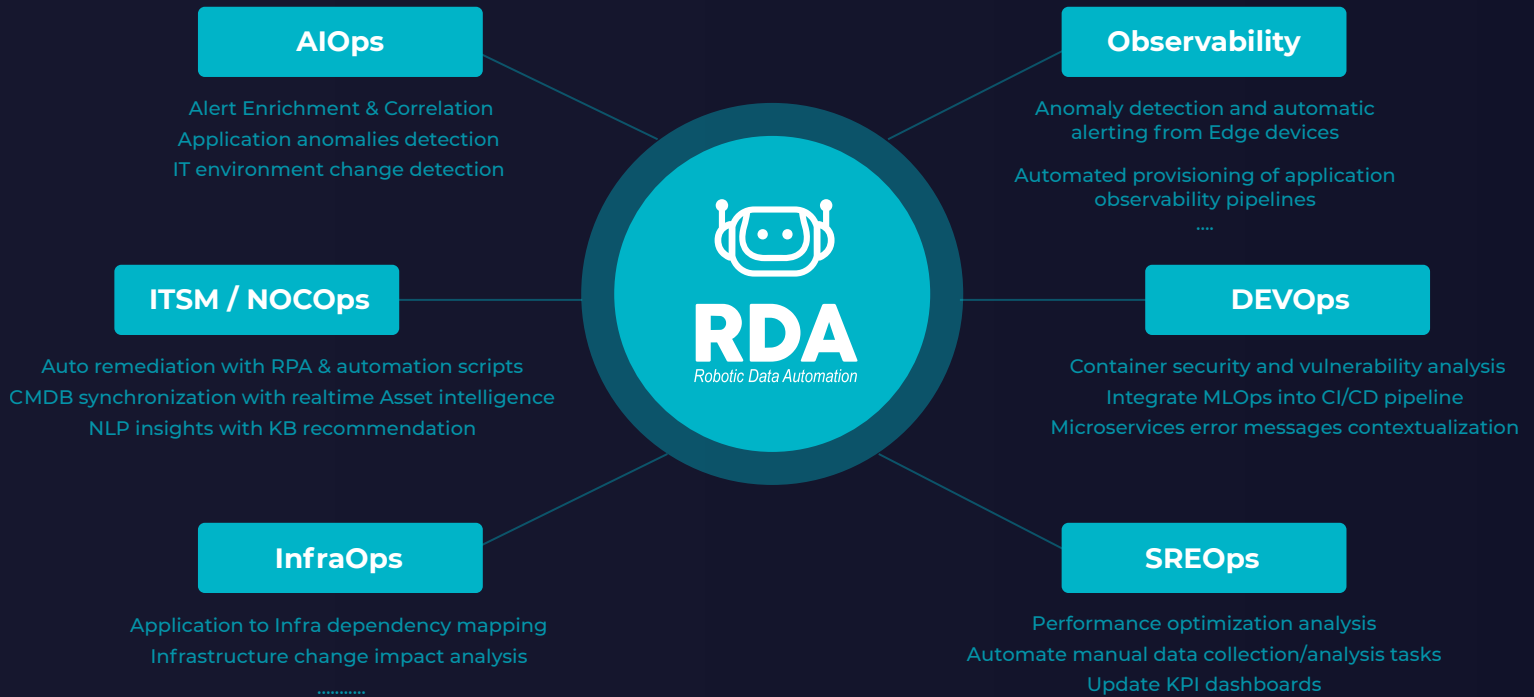 AIOps
Alert Enrichment & Correlation
Application anomalies detection
IT environment change detection
Observability
Anomaly detection and automatic
alerting from Edge devices
Automated provisioning of application
observability pipelines
....
RDA
Robotic Data Automation
ITSM / NOCOps
Auto remediation with RPA & automation scripts
CMDB synchronization with realtime Asset intelligence
NLP insights with KB recommendation
DEVOps
Container security and vulnerability analysis
Integrate MLOps into CI/CD pipeline
Microservices error messages contextualization
InfraOps
Application to Infra dependency mapping
Infrastructure change impact analysis
...........
SREOps
Performance optimization analysis
Automate manual data collection/analysis tasks
Update KPI dashboards